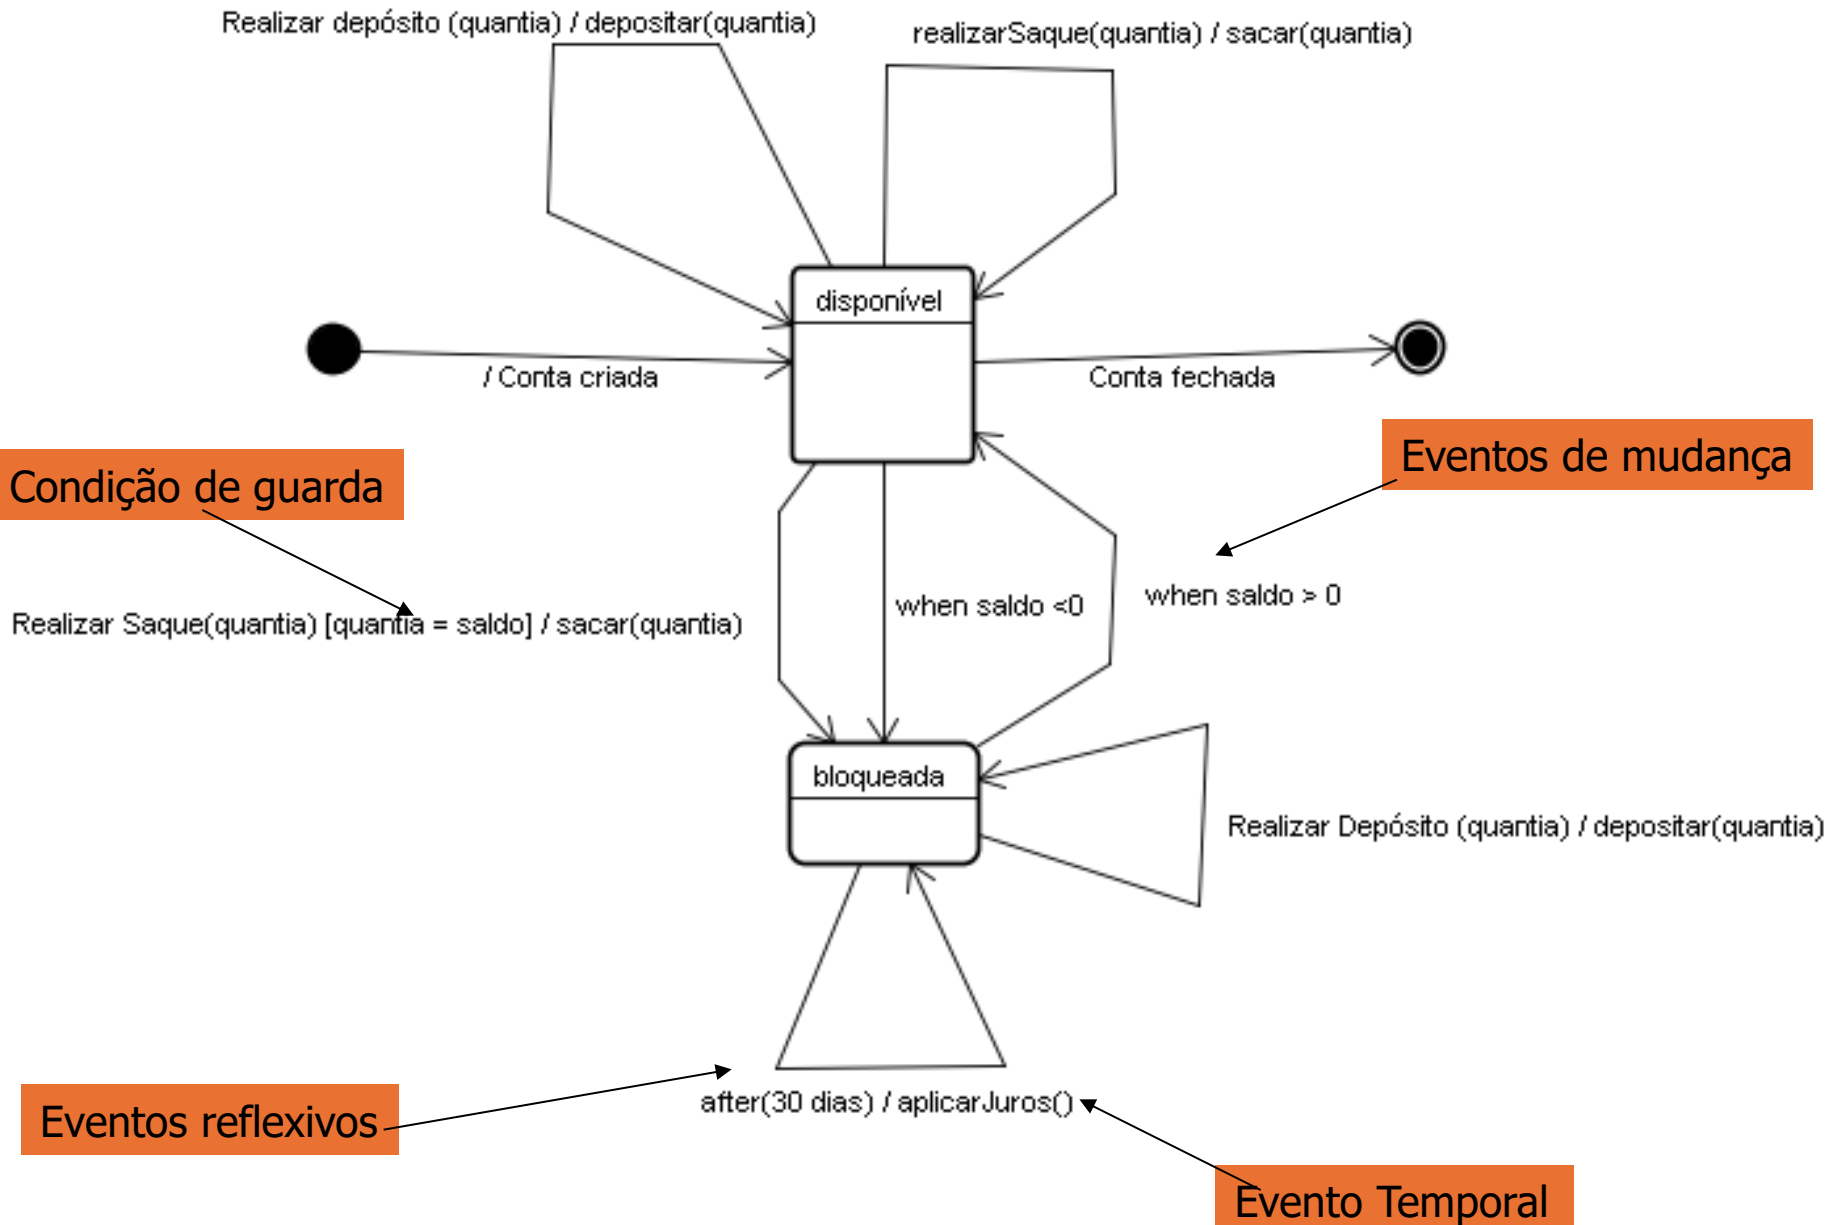 Realizar depósito (quantia) / depositar(quantia)
realizarSaque(quantia) / sacar(quantia)
disponível
/ Conta criada
Conta fechada
Eventos de mudança
Condição de guarda
when saldo <0
when saldo > 0
Realizar Saque(quantia) [quantia = saldo] / sacar(quantia)
bloqueada
Realizar Depósito (quantia) / depositar(quantia)
after(30 dias) / aplicarJuros()
Eventos reflexivos
Evento Temporal